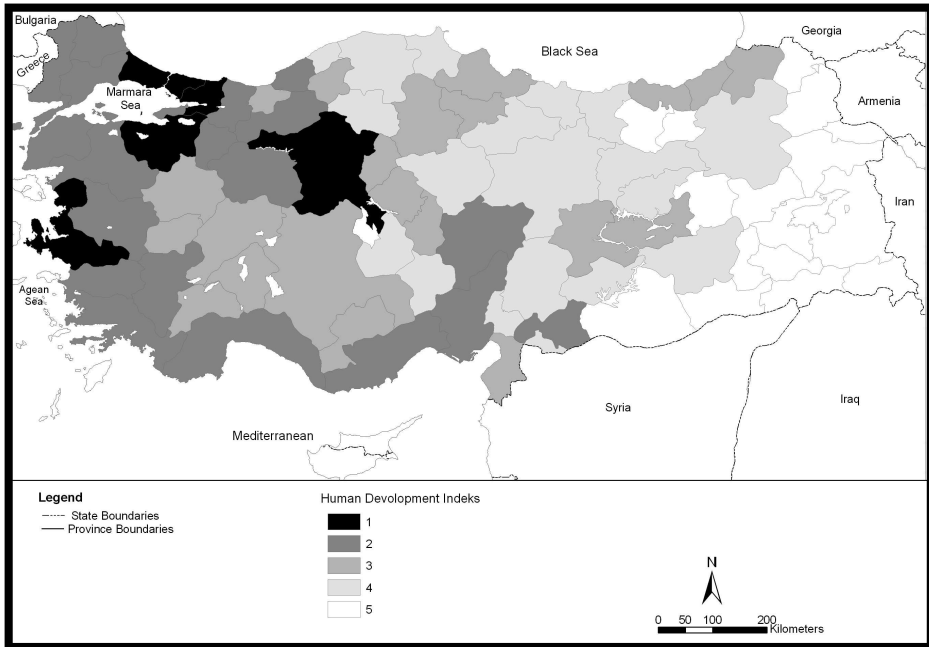 Bulgaria
Greece
Marmara
Sea
Black Sea
Georgia
Armenia
Iran
Agean
Sea
Mediterranean
Syria
Iraq
Legend
State Boundaries
Province Boundaries
Human Devolopment Indeks
1
2
3
4
5
N
0 50 100 200
Kilometers